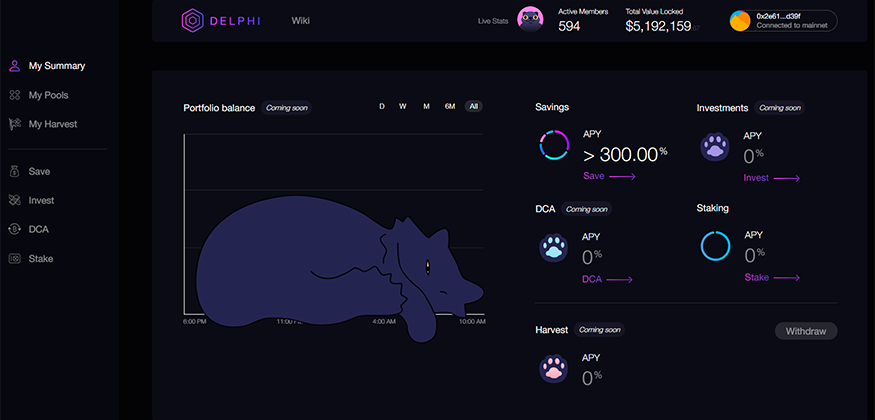 DELPHI
Wiki
Live Stats
Active Members
594
Total Value Locked
$5,192,159
0x2e61...d39f
Connected to mainnet
My Summary
My Pools
My Harvest
Save
Invest
DCA
Stake
Portfolio balance
Coming soon
D W M 6M All
6:00 PM
4:00 AM
10:00 AM
Savings
APY
> 300.00%
Save
Investments
Coming soon
APY
0%
Invest
DCA
Coming soon
APY
0%
DCA
Staking
APY
0%
Stake
Harvest
Coming soon
Withdraw
APY
0%